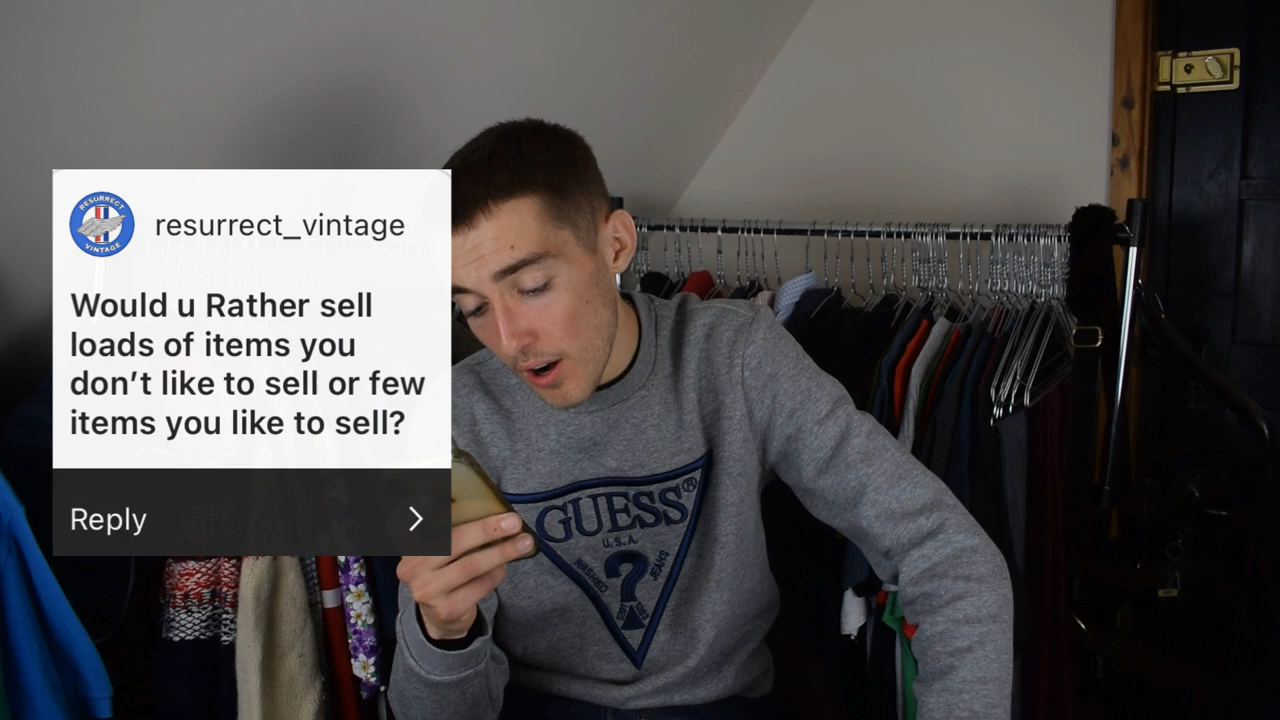 RESURRECT
VINTAGE
resurrect_vintage
Would u Rather sell
loads of items you
don’t like to sell or few
items you like to sell?
Reply
GUESS®
U.S.A.
WASHED
?
JEANS